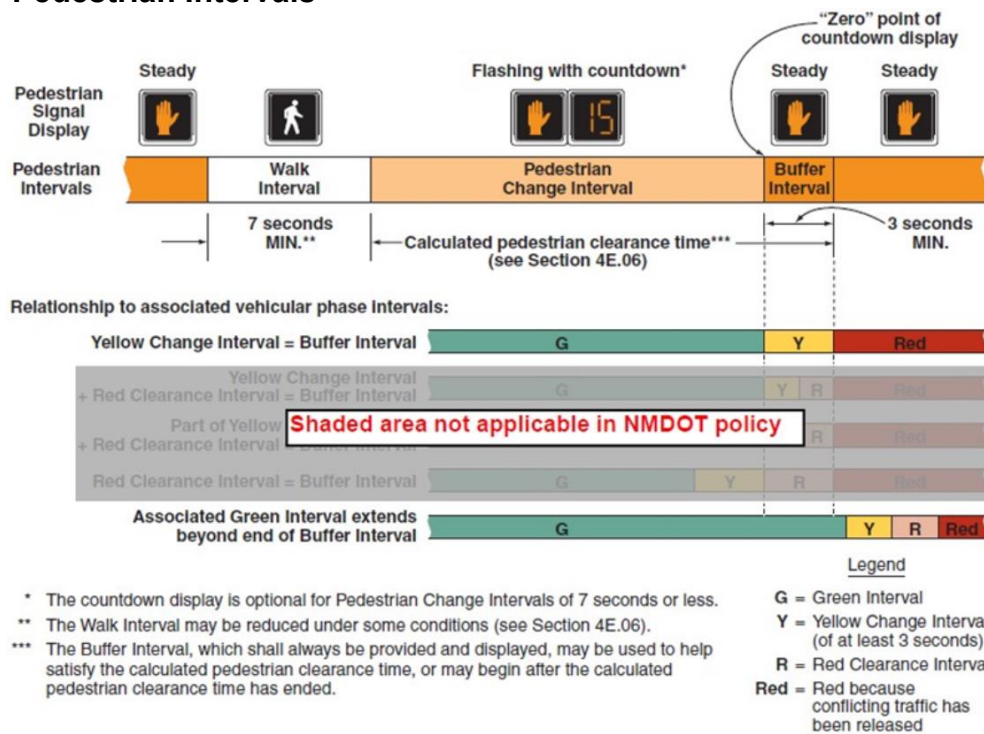 Pedestrian Intervals
"Zero" point of
countdown display
Steady
Flashing with countdown*
Steady
Steady
Pedestrian
Signal
Display
15
Pedestrian
Intervals
Walk
Interval
Pedestrian
Change Interval
Buffer
Interval
7 seconds
MIN.**
Calculated pedestrian clearance time***
(see Section 4E.06)
3 seconds
MIN.
Relationship to associated vehicular phase intervals:
Yellow Change Interval = Buffer Interval
G Y Red
Yellow Change Interval
+ Red Clearance Interval = Buffer Interval
G Y R Red
Part of Yellow
+ Red Clearance Interval = Buffer Interval
R Red
Shaded area not applicable in NMDOT policy
Red Clearance Interval = Buffer Interval
G Y R Red
Associated Green Interval extends
beyond end of Buffer Interval
G Y R Red
* The countdown display is optional for Pedestrian Change Intervals of 7 seconds or less.
** The Walk Interval may be reduced under some conditions (see Section 4E.06).
*** The Buffer Interval, which shall always be provided and displayed, may be used to help
satisfy the calculated pedestrian clearance time, or may begin after the calculated
pedestrian clearance time has ended.
Legend
G = Green Interval
Y = Yellow Change Interva
(of at least 3 seconds)
R = Red Clearance Interva
Red = Red because
conflicting traffic has
been released